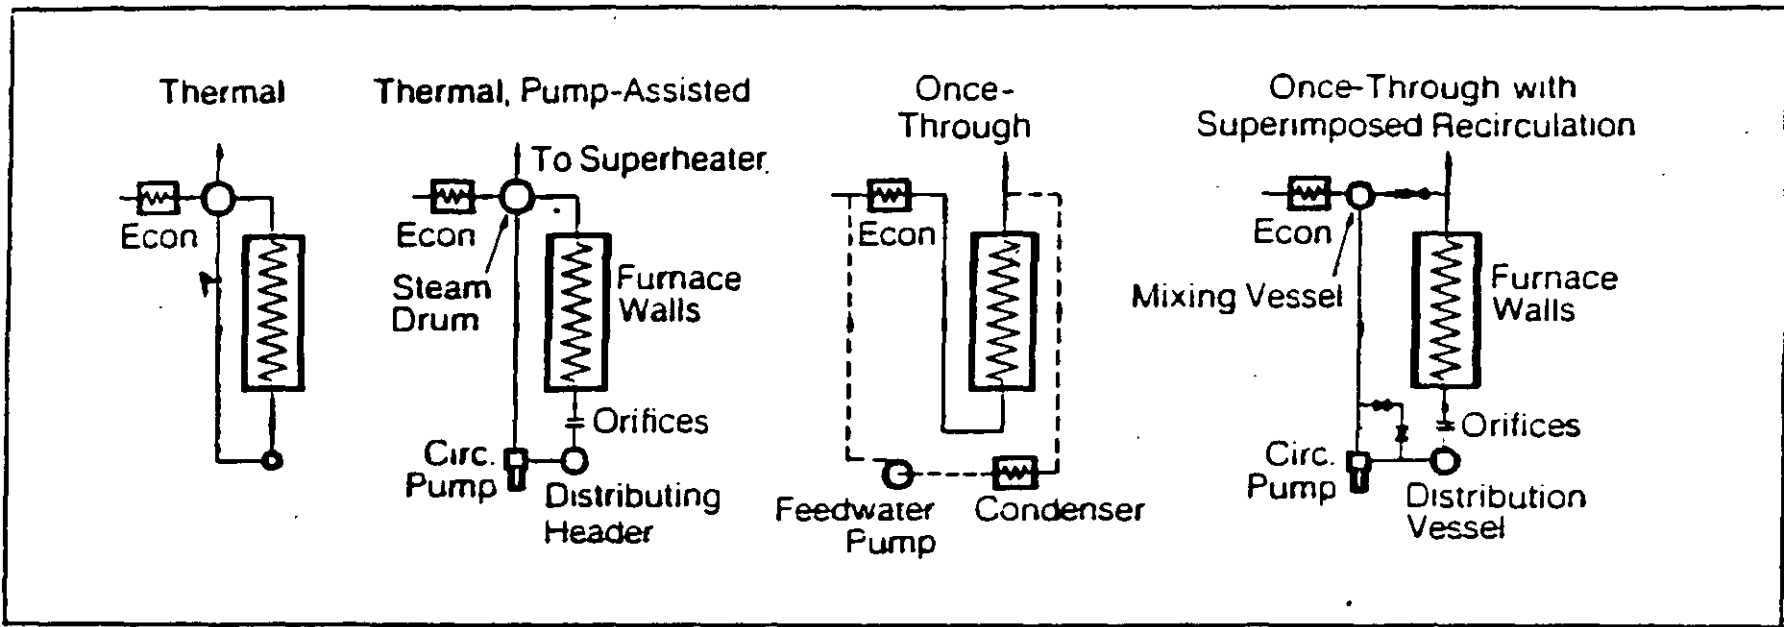 Thermal
Econ
Thermal, Pump-Assisted
To Superheater
Econ
Steam
Drum
Furnace
Walls
Orifices
Circ.
Pump
Distributing
Header
Once-
Through
Econ
Feedwater
Pump
Condenser
Once-Through with
Superimposed Recirculation
Econ
Mixing Vessel
Furnace
Walls
Orifices
Circ.
Pump
Distribution
Vessel